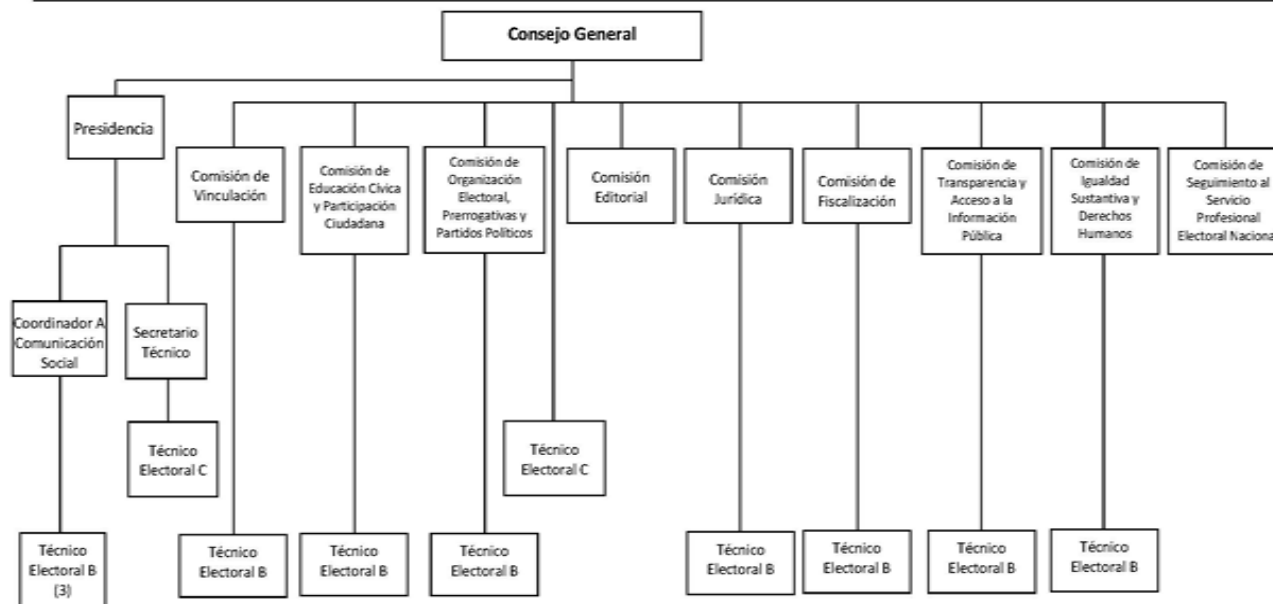 Consejo General
Presidencia
Comisión de
Vinculación
Comisión de
Educación Cívica
y Participación
Ciudadana
Comisión de
Organización
Electoral,
Prerrogativas y
Partidos Políticos
Comisión
Editorial
Comisión
Jurídica
Comisión de
Fiscalización
Comisión de
Transparencia y
Acceso a la
Información
Pública
Comisión de
Igualdad
Sustantiva y
Derechos
Humanos
Comisión de
Seguimiento al
Servicio
Profesional
Electoral Naciona
Coordinador A
Comunicación
Social
Secretario
Técnico
Técnico
Electoral C
Técnico
Electoral C
Técnico
Electoral B
(3)
Técnico
Electoral B
Técnico
Electoral B
Técnico
Electoral B
Técnico
Electoral B
Técnico
Electoral B
Técnico
Electoral B
Técnico
Electoral B